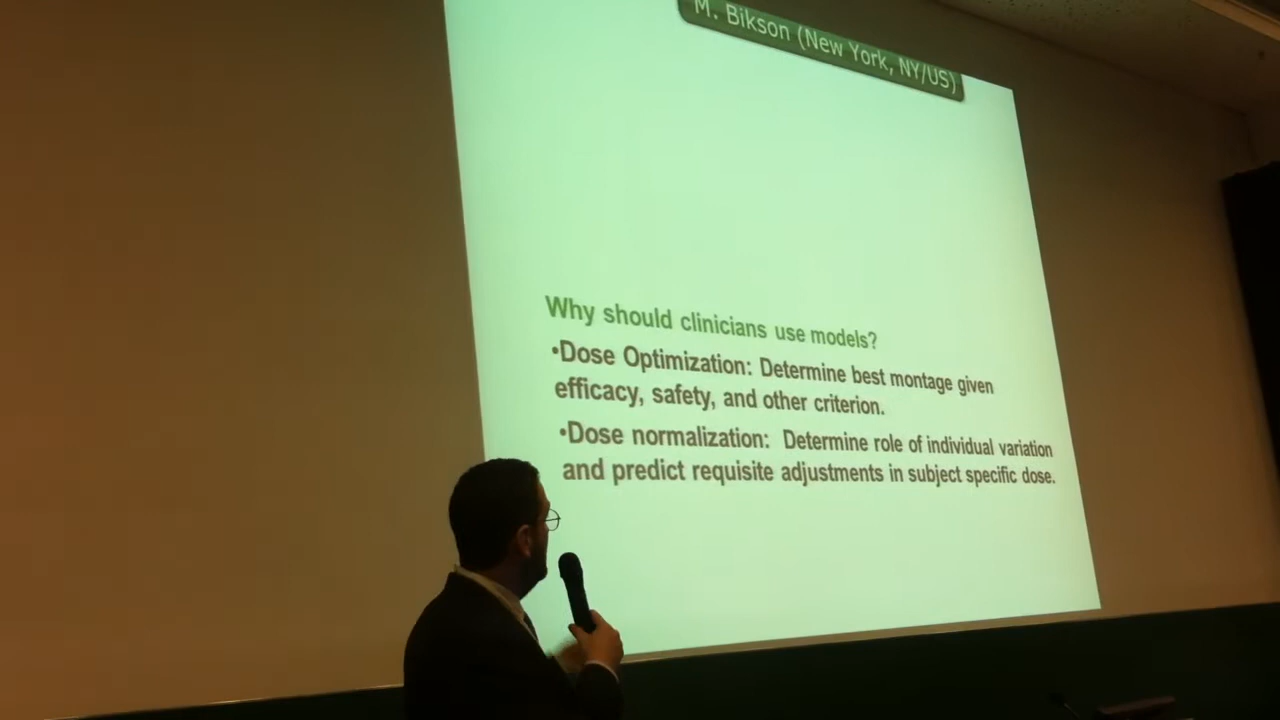 M. Bikson (New York, NY/US)
Why should clinicians use models?
•Dose Optimization: Determine best montage given
efficacy, safety, and other criterion.
•Dose normalization: Determine role of individual variation
and predict requisite adjustments in subject specific dose.